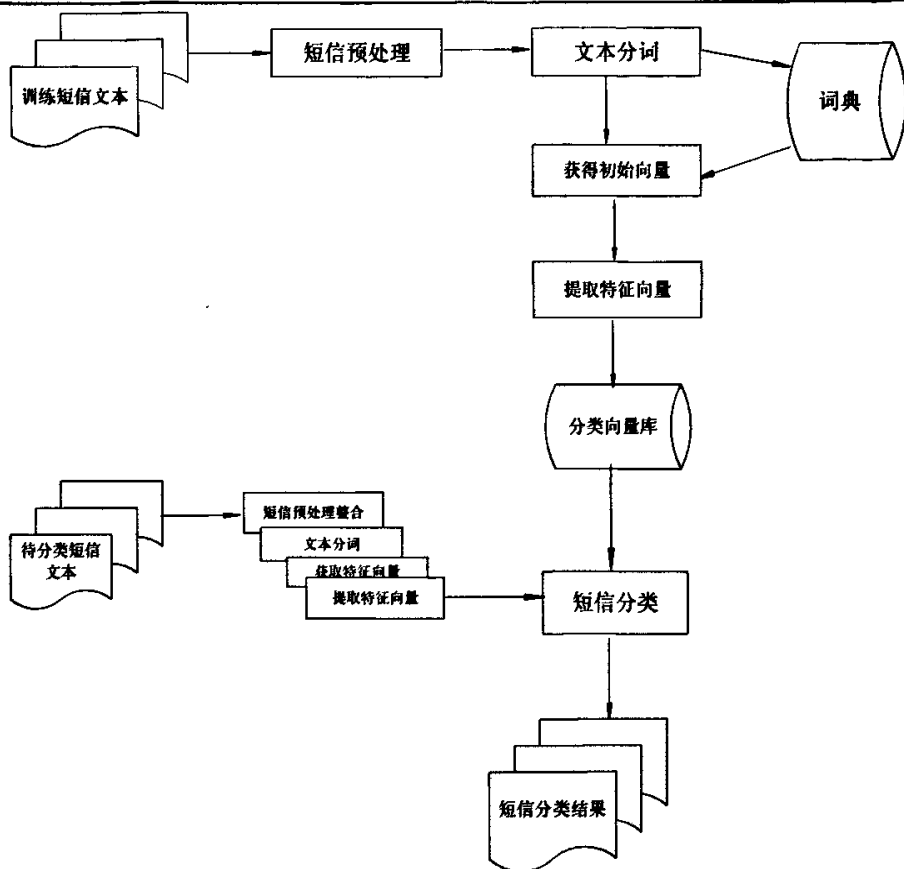 短信预处理
文本分词
训练短信文本
词典
获得初始向量
提取特征向量
分类向量库
短信预处理整合
待分类短信
文本
文本分词
获取特征向量
提取特征向量
短信分类
短信分类结果